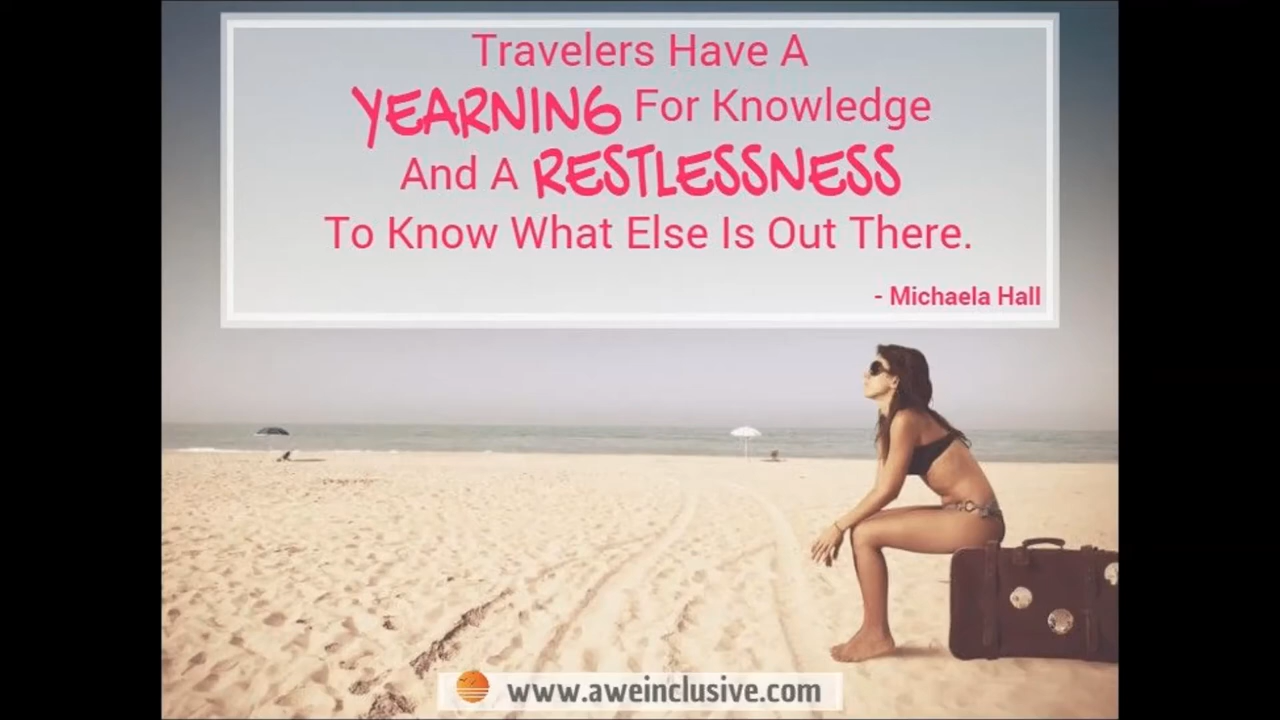 Travelers Have A
YEARNING For Knowledge
And A RESTLESSNESS
To Know What Else Is Out There.
- Michaela Hall
www.aweinclusive.com